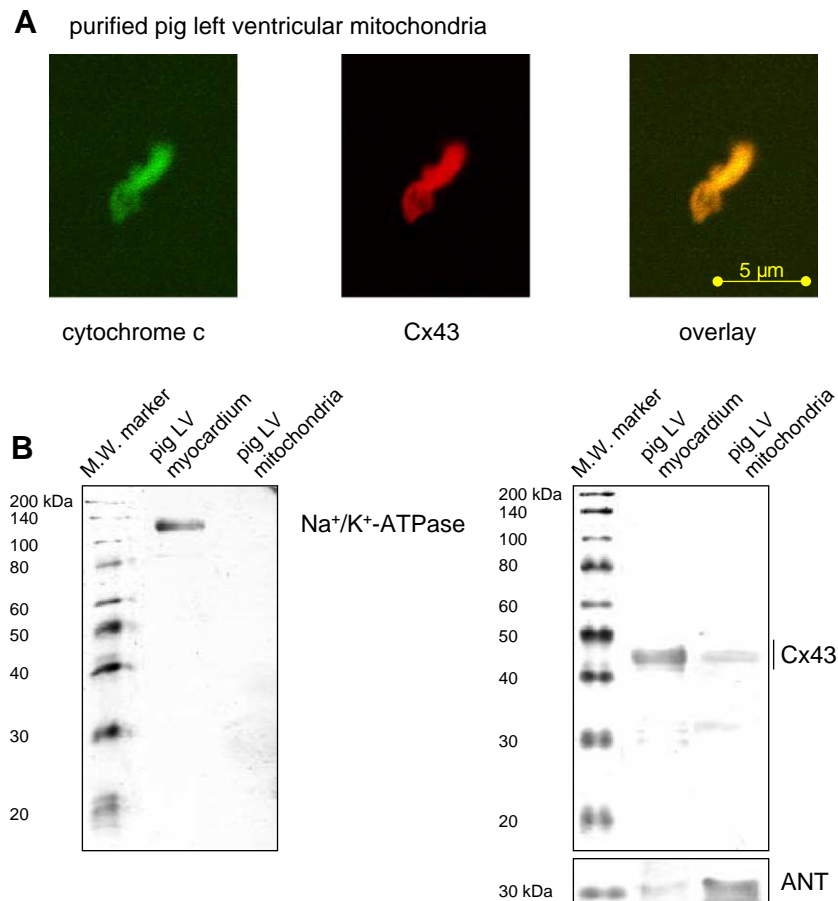 A purified pig left ventricular mitochondria
5 µm
cytochrome c
Cx43
overlay
B
M.W. marker
pig LV
myocardium
pig LV
mitochondria
200 kDa
140
100
80
60
50
40
30
20
Na⁺/K⁺-ATPase
M.W. marker
pig LV
myocardium
pig LV
mitochondria
200 kDa
140
100
80
60
50
40
30
20
Cx43
30 kDa
ANT